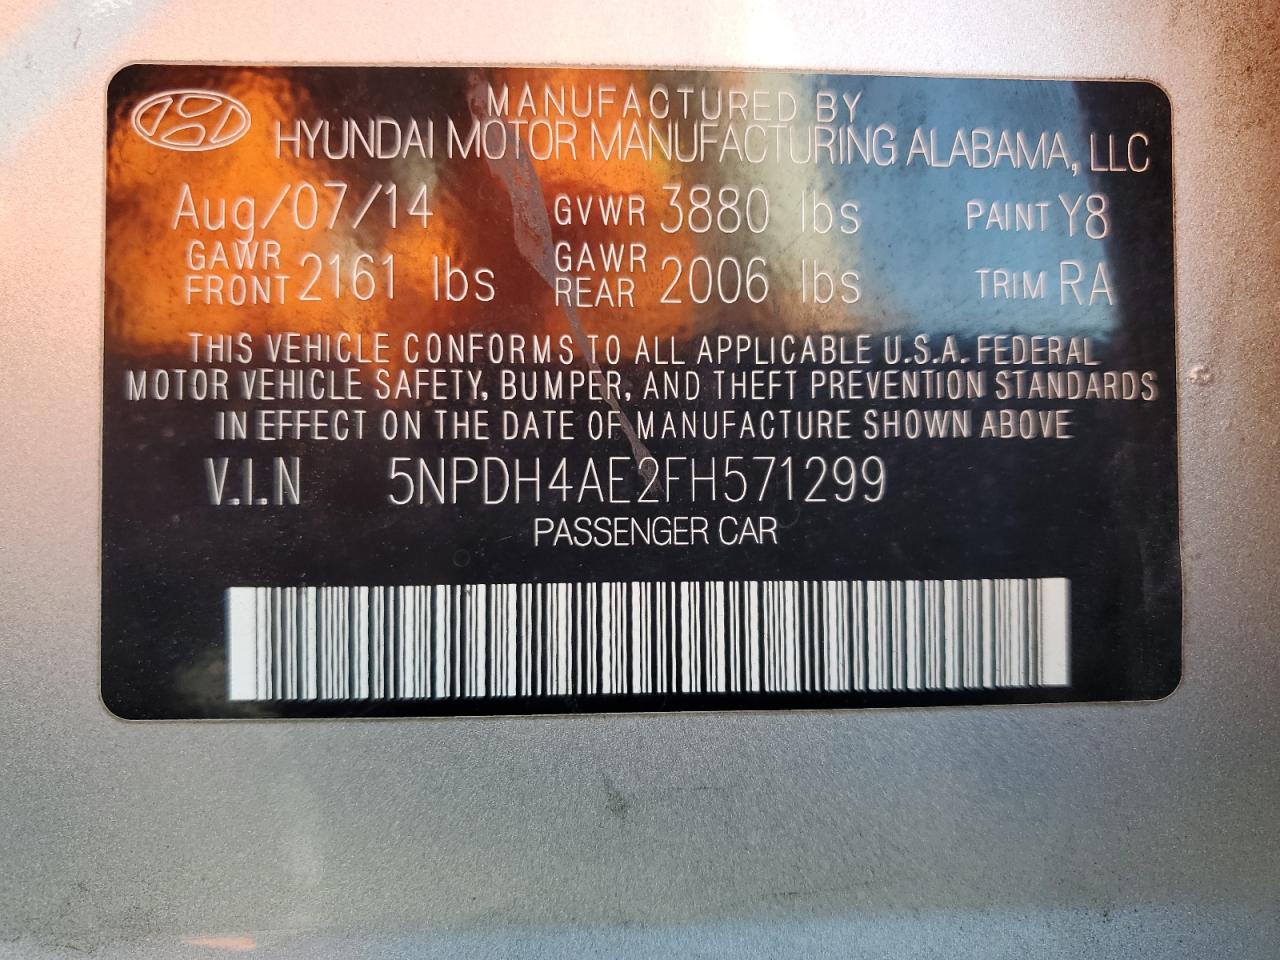 MANUFACTURED BY
HYUNDAI MOTOR MANUFACTURING ALABAMA, LLC
Aug/07/14 GVWR 3880 lbs PAINT Y8
GAWR FRONT 2161 lbs GAWR REAR 2006 lbs TRIM RA
THIS VEHICLE CONFORMS TO ALL APPLICABLE U.S.A. FEDERAL
MOTOR VEHICLE SAFETY, BUMPER, AND THEFT PREVENTION STANDARDS
IN EFFECT ON THE DATE OF MANUFACTURE SHOWN ABOVE
V.I.N 5NPDH4AE2FH571299
PASSENGER CAR